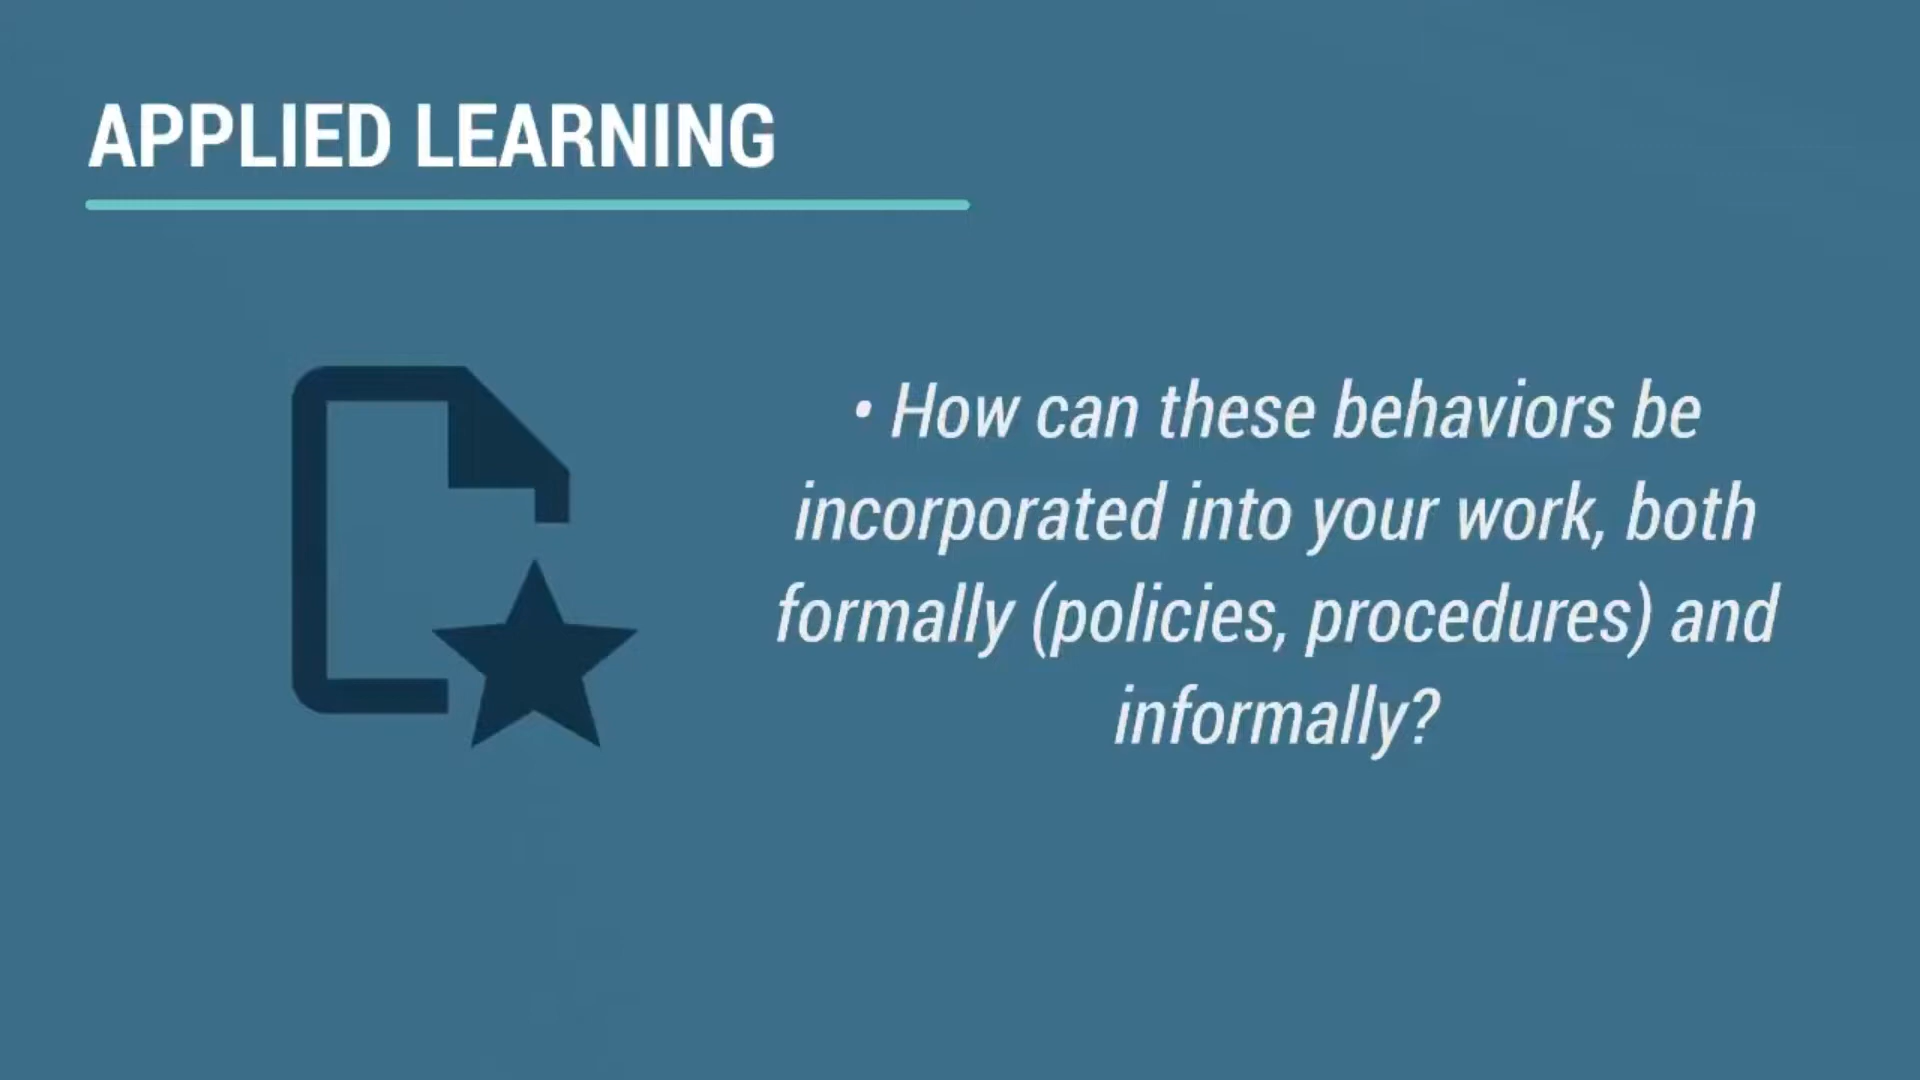 APPLIED LEARNING
• How can these behaviors be
incorporated into your work, both
formally (policies, procedures) and
informally?